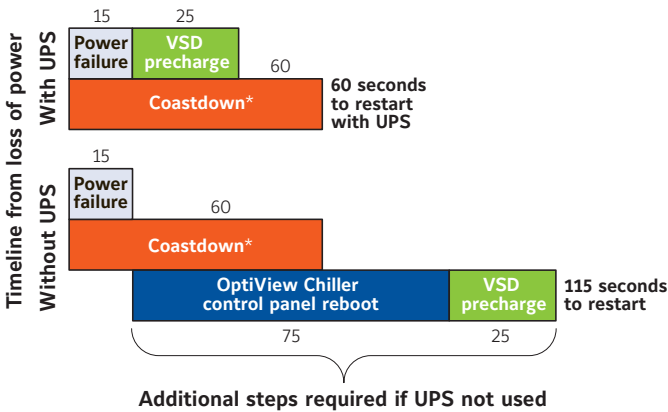 Timeline from loss of power
With UPS
15
25
Power
failure
VSD
precharge
60
Coastdown*
60 seconds
to restart
with UPS
Without UPS
15
Power
failure
60
Coastdown*
OptiView Chiller
control panel reboot
VSD
precharge
115 seconds
to restart
75
25
Additional steps required if UPS not used